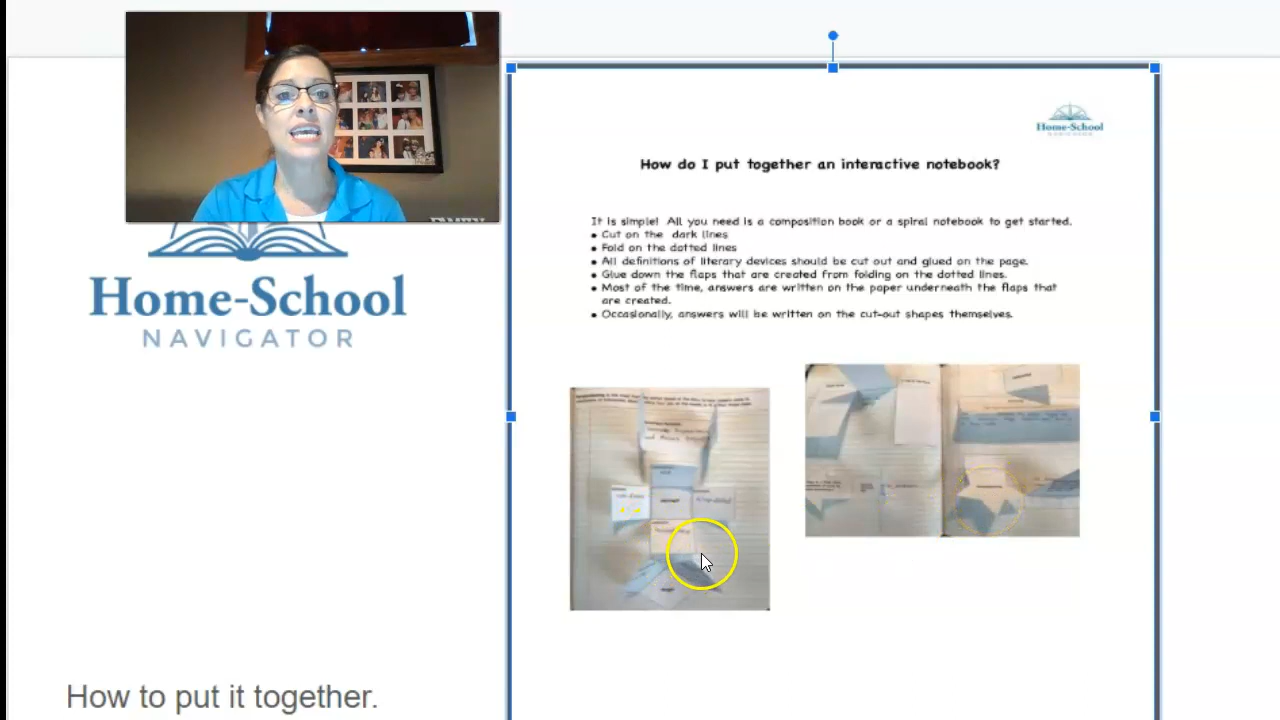 Home-School
NAVIGATOR
How to put it together.
Home-School
NAVIGATOR
How do I put together an interactive notebook?
It is simple! All you need is a composition book or a spiral notebook to get started.
• Cut on the dark lines
• Fold on the dotted lines
• All definitions of literary devices should be cut out and glued on the page.
• Glue down the flaps that are created from folding on the dotted lines.
• Most of the time, answers are written on the paper underneath the flaps that
are created.
• Occasionally, answers will be written on the cut-out shapes themselves.